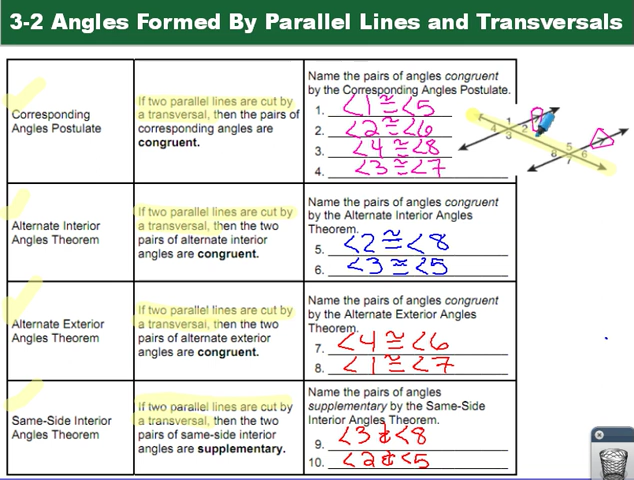 3-2 Angles Formed By Parallel Lines and Transversals
Corresponding
Angles Postulate
If two parallel lines are cut by
a transversal, then the pairs of
corresponding angles are
congruent.
Name the pairs of angles congruent
by the Corresponding Angles Postulate.
1. <1 ≅ <5
2. <2 ≅ <6
3. <4 ≅ <8
4. <3 ≅ <7
1
4 2
3
5
8 6
7
Alternate Interior
Angles Theorem
If two parallel lines are cut by
a transversal, then the two
pairs of alternate interior
angles are congruent.
Name the pairs of angles congruent
by the Alternate Interior Angles
Theorem.
5. <2 ≅ <8
6. <3 ≅ <5
Alternate Exterior
Angles Theorem
If two parallel lines are cut by
a transversal, then the two
pairs of alternate exterior
angles are congruent.
Name the pairs of angles congruent
by the Alternate Exterior Angles
Theorem.
7. <4 ≅ <6
8. <1 ≅ <7
Same-Side Interior
Angles Theorem
If two parallel lines are cut by
a transversal, then the two
pairs of same-side interior
angles are supplementary.
Name the pairs of angles
supplementary by the Same-Side
Interior Angles Theorem.
9. <3 & <8
10. <2 & <5